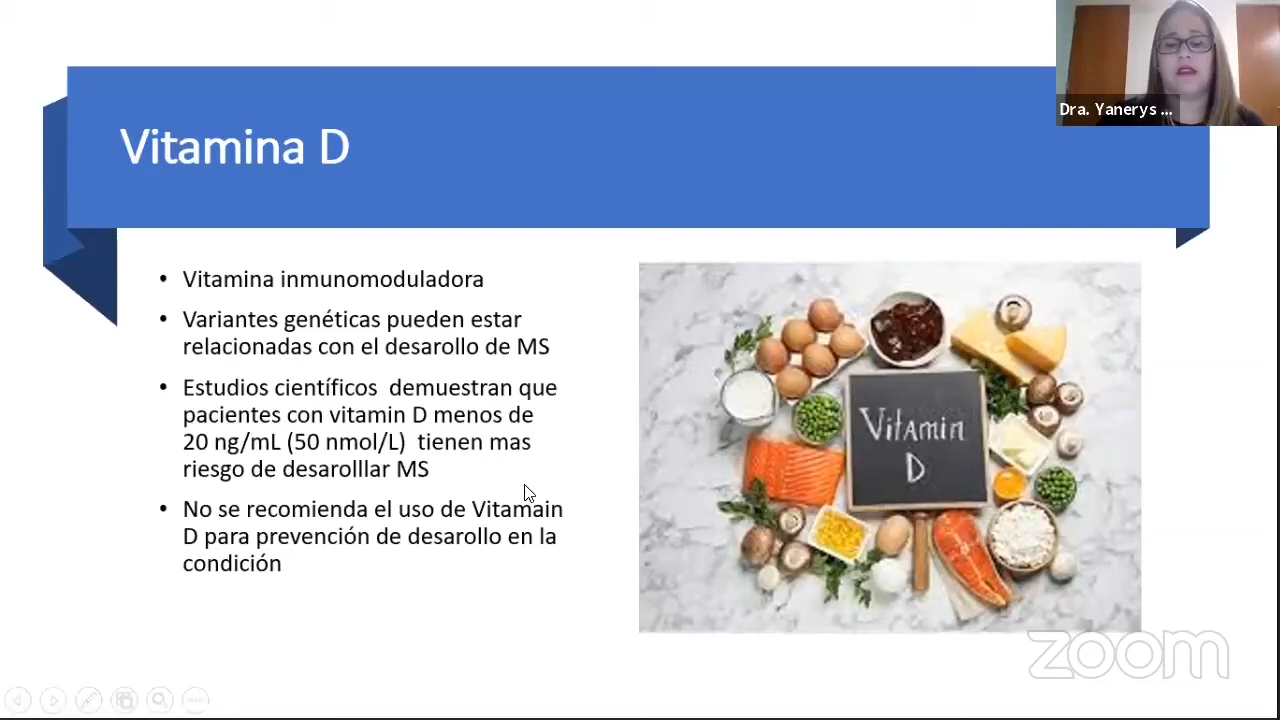 Dra. Yanerys ...
Vitamina D
• Vitamina inmunomoduladora
• Variantes genéticas pueden estar
relacionadas con el desarollo de MS
• Estudios científicos demuestran que
pacientes con vitamin D menos de
20 ng/mL (50 nmol/L) tienen mas
riesgo de desarolllar MS
• No se recomienda el uso de Vitamain
D para prevención de desarollo en la
condición
Vitamin
D
zoom